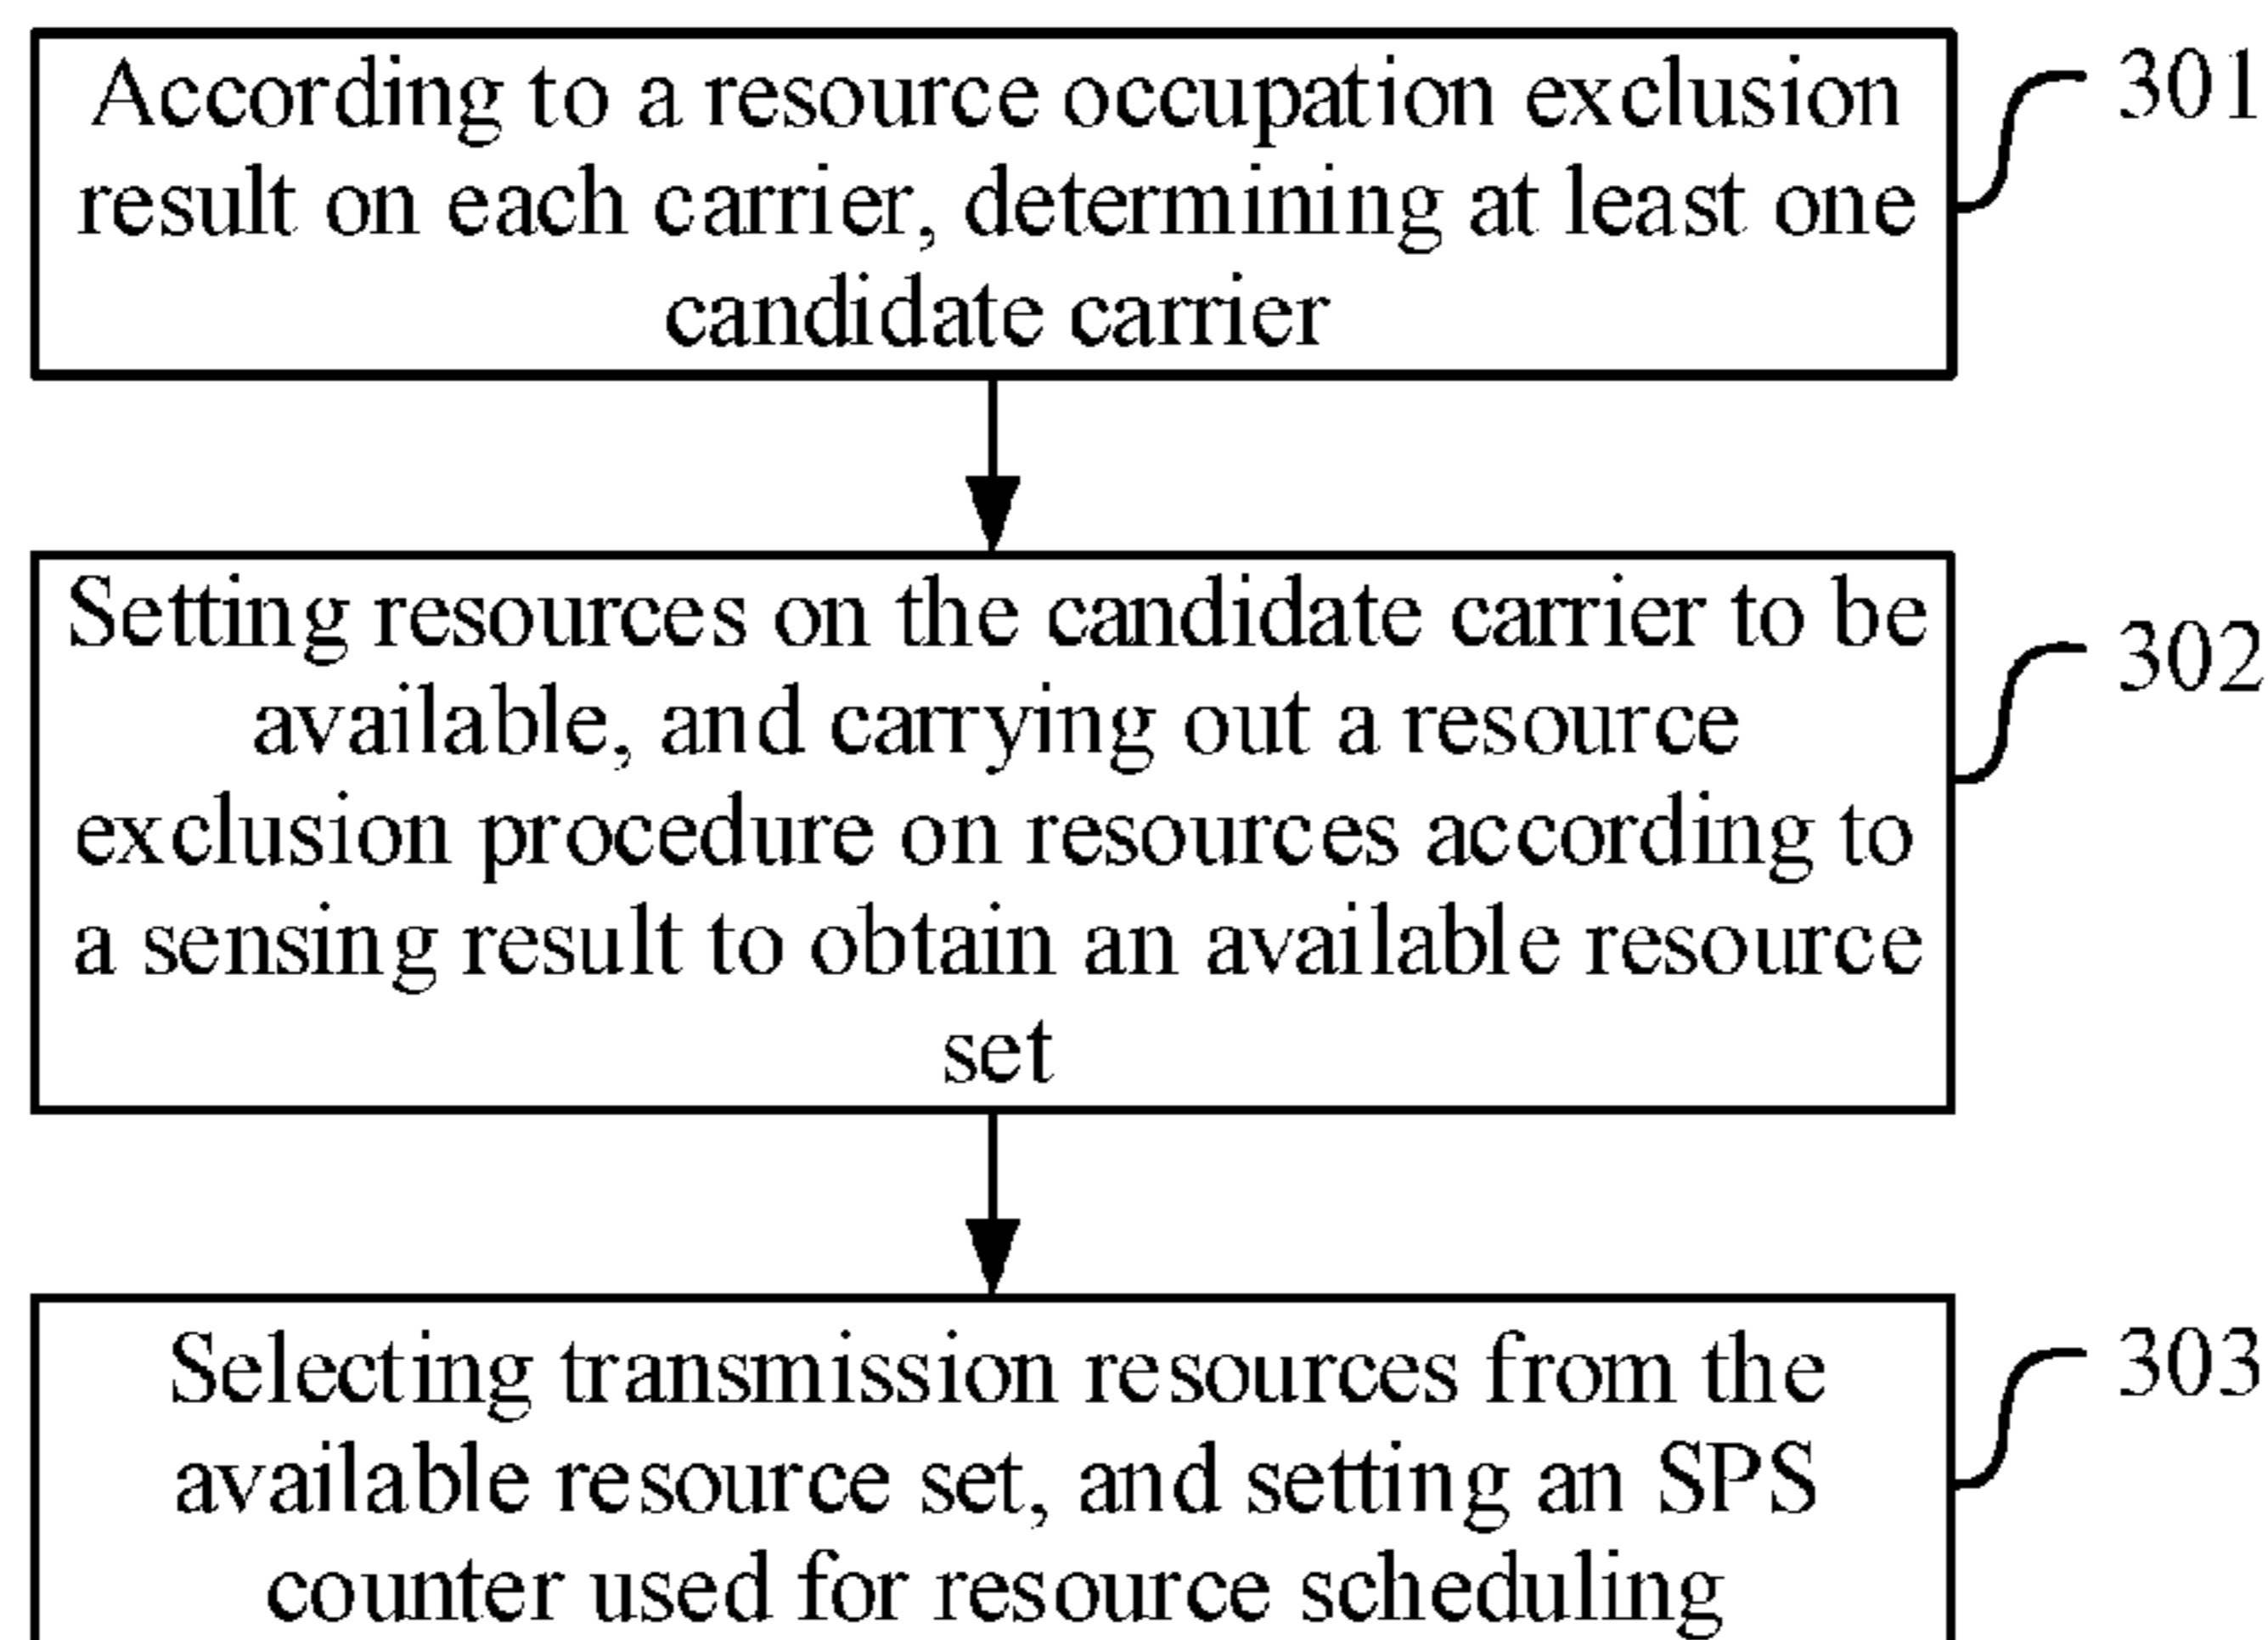 According to a resource occupation exclusion
result on each carrier, determining at least one
candidate carrier
301
Setting resources on the candidate carrier to be
available, and carrying out a resource
exclusion procedure on resources according to
a sensing result to obtain an available resource
set
302
Selecting transmission resources from the
available resource set, and setting an SPS
counter used for resource scheduling
303